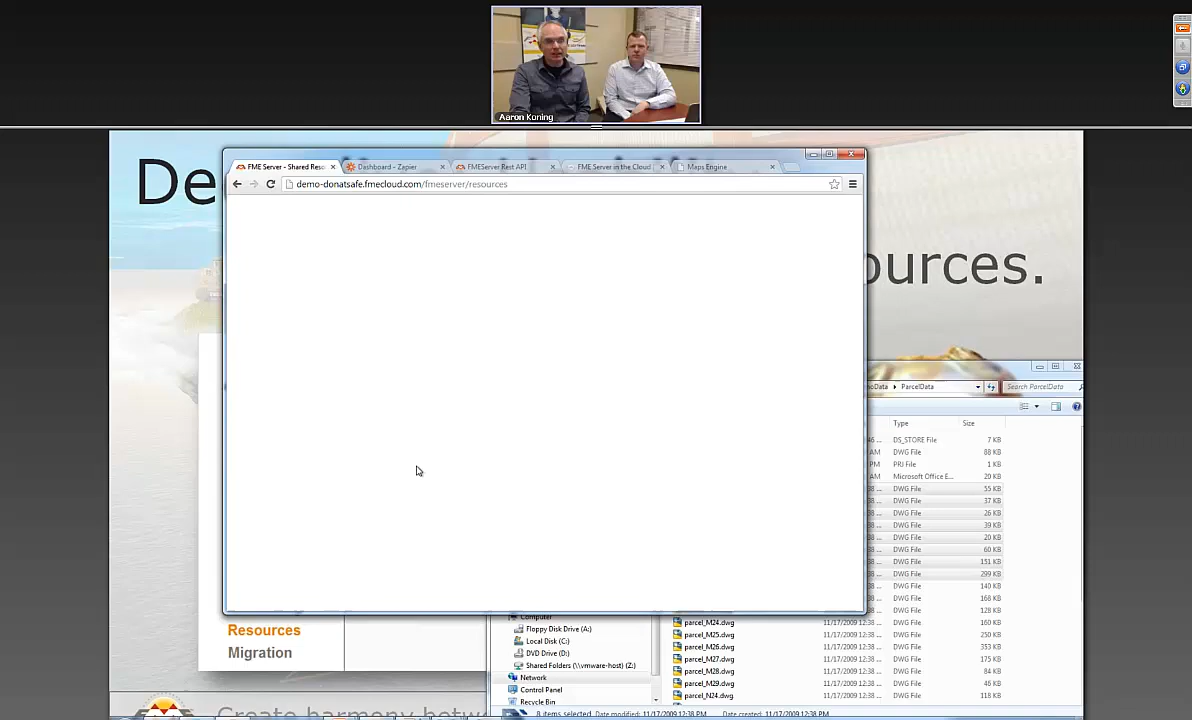 Aaron Koning
De
FME Server - Shared Reso
Dashboard - Zapier
FMEServer Rest API
FME Server in the Cloud
Maps Engine
demo-donatsafe.fmecloud.com/fmeserver/resources
ources.
ParcelData
Search ParcelData
Type
Size
DS_STORE File
7 KB
AM
DWG File
88 KB
PM
PRJ File
1 KB
AM
Microsoft Office E...
20 KB
DWG File
55 KB
DWG File
37 KB
DWG File
26 KB
DWG File
39 KB
DWG File
20 KB
DWG File
60 KB
DWG File
151 KB
DWG File
299 KB
DWG File
140 KB
DWG File
168 KB
DWG File
128 KB
Resources
Migration
Computer
Floppy Disk Drive (A:)
Local Disk (C:)
DVD Drive (D:)
Shared Folders (\\vmware-host) (Z:)
Network
Control Panel
Recycle Bin
parcel_M24.dwg
11/17/2009 12:38 ...
DWG File
160 KB
parcel_M25.dwg
11/17/2009 12:38 ...
DWG File
250 KB
parcel_M26.dwg
11/17/2009 12:38 ...
DWG File
353 KB
parcel_M27.dwg
11/17/2009 12:38 ...
DWG File
175 KB
parcel_M28.dwg
11/17/2009 12:38 ...
DWG File
84 KB
parcel_M29.dwg
11/17/2009 12:38 ...
DWG File
46 KB
parcel_N24.dwg
11/17/2009 12:38 ...
DWG File
118 KB
8 items selected
Date modified: 11/17/2009 12:38 PM
Date created: 11/17/2009 12:38 PM
Create harmony betw